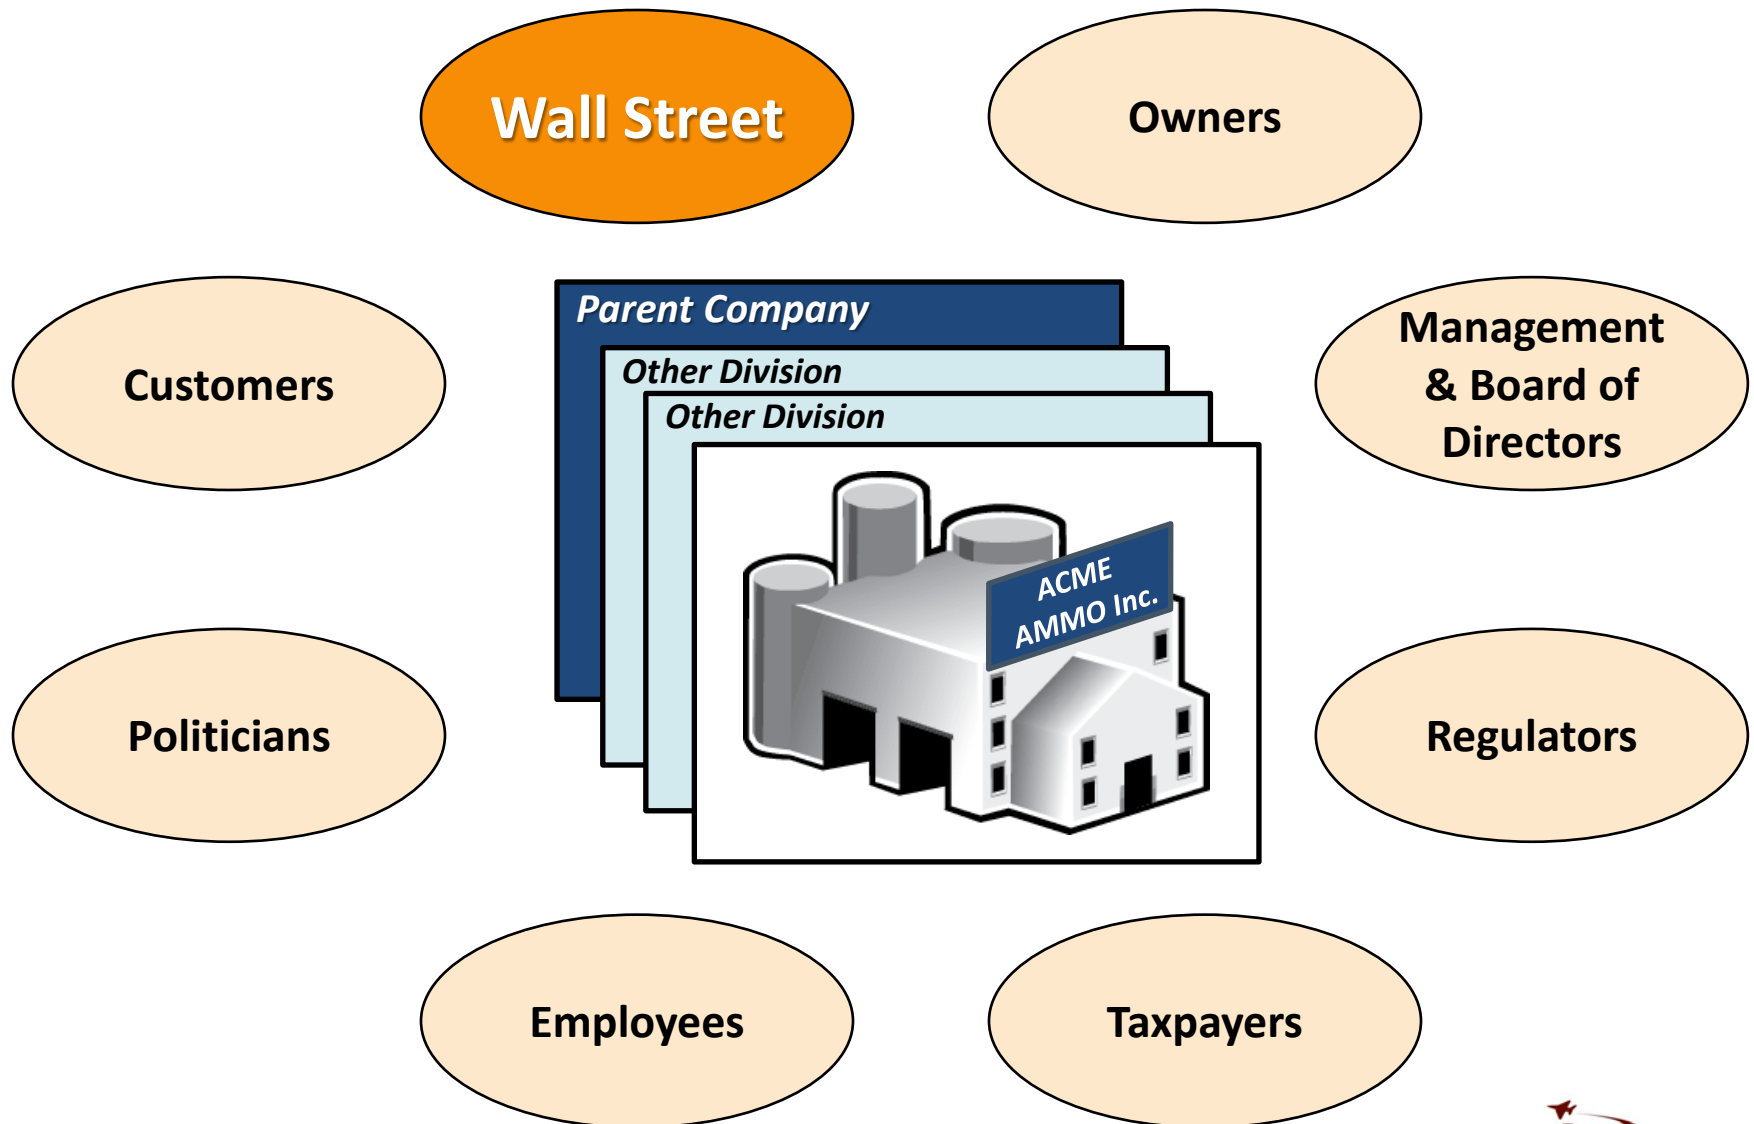 Wall Street
Owners
Parent Company
Other Division
Other Division
Customers
Management
& Board of
Directors
ACME
AMMO Inc.
Politicians
Regulators
Employees
Taxpayers